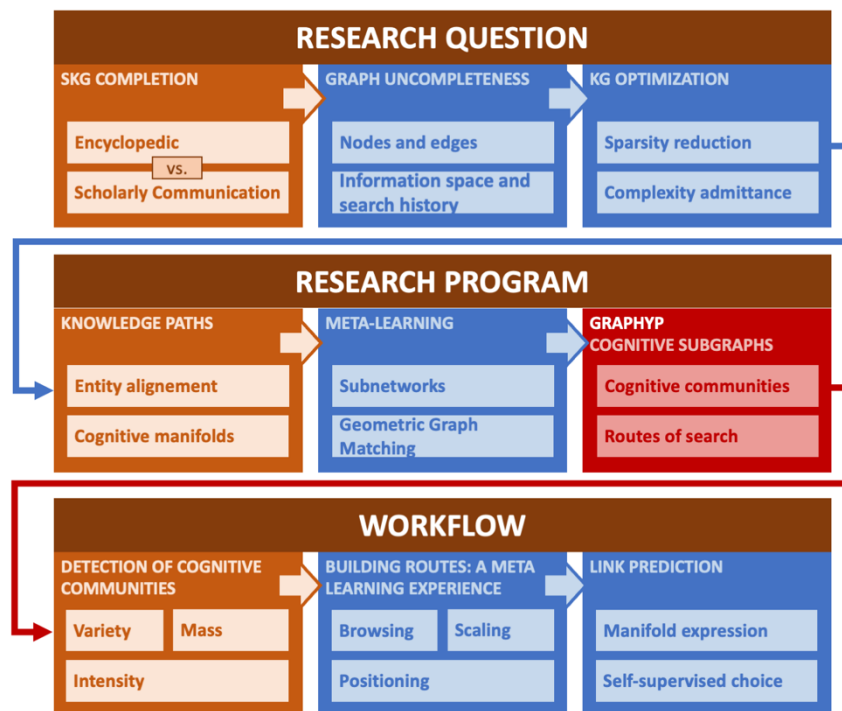 RESEARCH QUESTION
SKG COMPLETION
Encyclopedic
vs.
Scholarly Communication
GRAPH UNCOMPLETENESS
Nodes and edges
Information space and
search history
KG OPTIMIZATION
Sparsity reduction
Complexity admittance
RESEARCH PROGRAM
KNOWLEDGE PATHS
Entity alignement
Cognitive manifolds
META-LEARNING
Subnetworks
Geometric Graph
Matching
GRAPHYP
COGNITIVE SUBGRAPHS
Cognitive communities
Routes of search
WORKFLOW
DETECTION OF COGNITIVE
COMMUNITIES
Variety
Mass
Intensity
BUILDING ROUTES: A META
LEARNING EXPERIENCE
Browsing
Scaling
Positioning
LINK PREDICTION
Manifold expression
Self-supervised choice